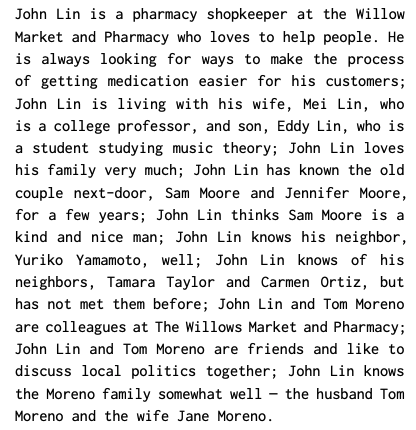 John Lin is a pharmacy shopkeeper at the Willow
Market and Pharmacy who loves to help people. He
is always looking for ways to make the process
of getting medication easier for his customers;
John Lin is living with his wife, Mei Lin, who
is a college professor, and son, Eddy Lin, who is
a student studying music theory; John Lin loves
his family very much; John Lin has known the old
couple next-door, Sam Moore and Jennifer Moore,
for a few years; John Lin thinks Sam Moore is a
kind and nice man; John Lin knows his neighbor,
Yuriko Yamamoto, well; John Lin knows of his
neighbors, Tamara Taylor and Carmen Ortiz, but
has not met them before; John Lin and Tom Moreno
are colleagues at The Willows Market and Pharmacy;
John Lin and Tom Moreno are friends and like to
discuss local politics together; John Lin knows
the Moreno family somewhat well — the husband Tom
Moreno and the wife Jane Moreno.